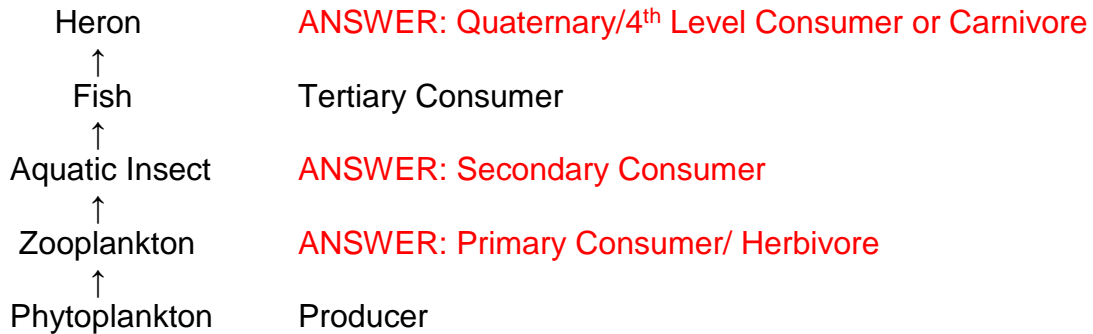 Heron ANSWER: Quaternary/4th Level Consumer or Carnivore
↑
Fish Tertiary Consumer
↑
Aquatic Insect ANSWER: Secondary Consumer
↑
Zooplankton ANSWER: Primary Consumer/ Herbivore
↑
Phytoplankton Producer